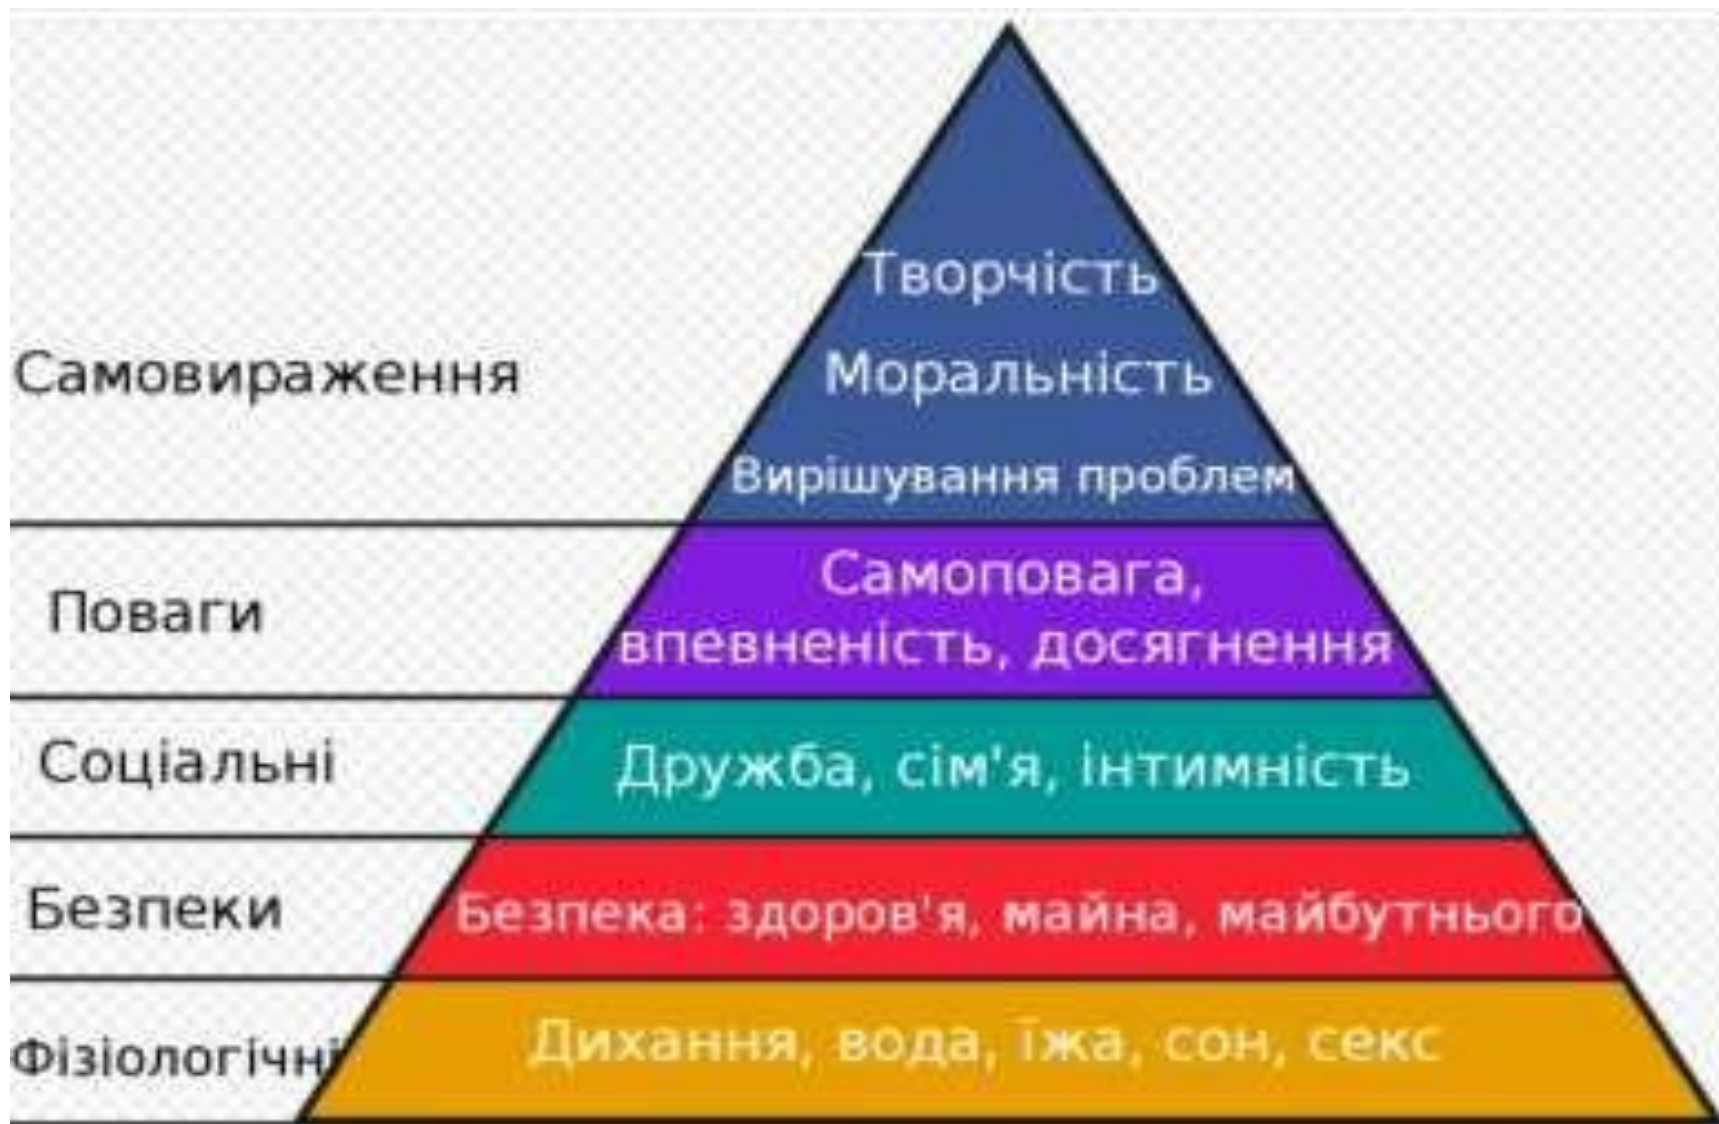 Творчість
Самовираження
Моральність
Вирішування проблем
Поваги
Самоповага,
впевненість, досягнення
Соціальні
Дружба, сім'я, інтимність
Безпеки
Безпека: здоров'я, майна, майбутнього
Фізіологічні
Дихання, вода, їжа, сон, секс